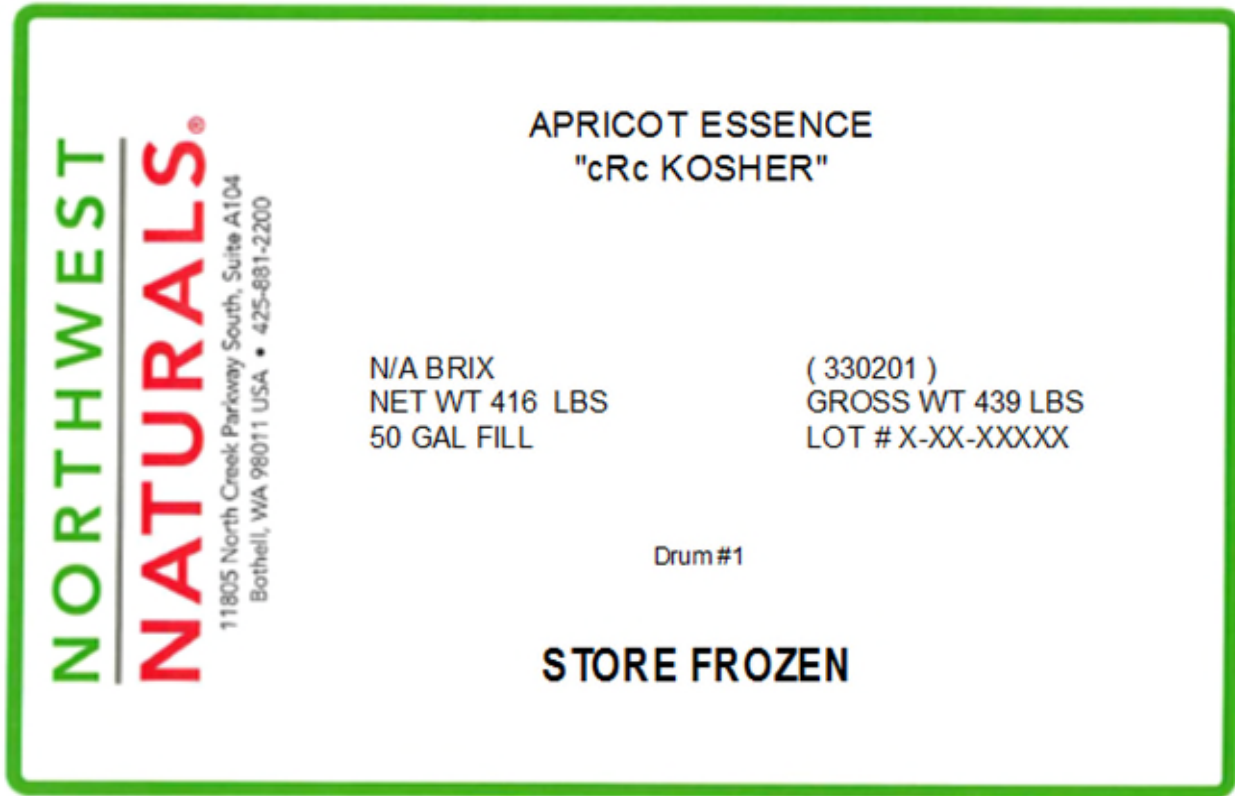 NORTHWEST
NATURALS®
11805 North Creek Parkway South, Suite A104
Bothell, WA 98011 USA • 425-881-2200
APRICOT ESSENCE
"cRc KOSHER"
N/A BRIX
NET WT 416 LBS
50 GAL FILL
( 330201 )
GROSS WT 439 LBS
LOT # X-XX-XXXXX
Drum #1
STORE FROZEN